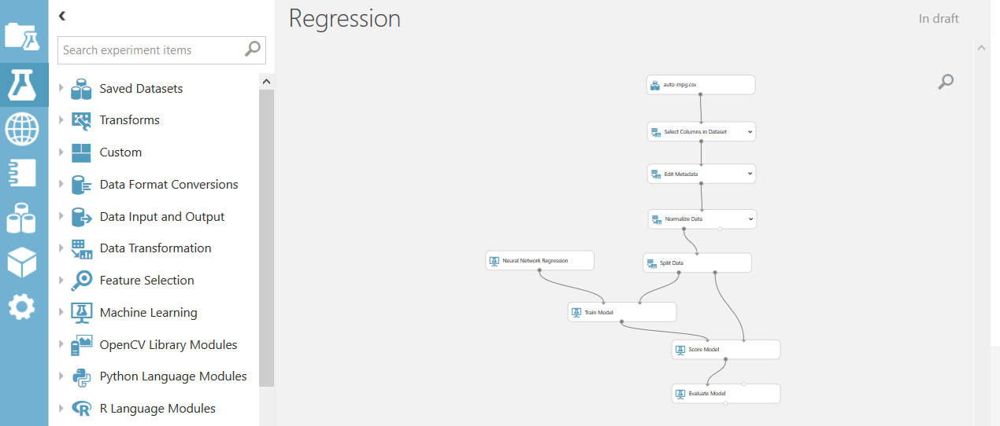 Regression
In draft
Search experiment items
Saved Datasets
Transforms
Custom
Data Format Conversions
Data Input and Output
Data Transformation
Feature Selection
Machine Learning
OpenCV Library Modules
Python Language Modules
R Language Modules
auto-mpg.csv
Select Columns in Dataset
Edit Metadata
Normalize Data
Neural Network Regression
Split Data
Train Model
Score Model
Evaluate Model